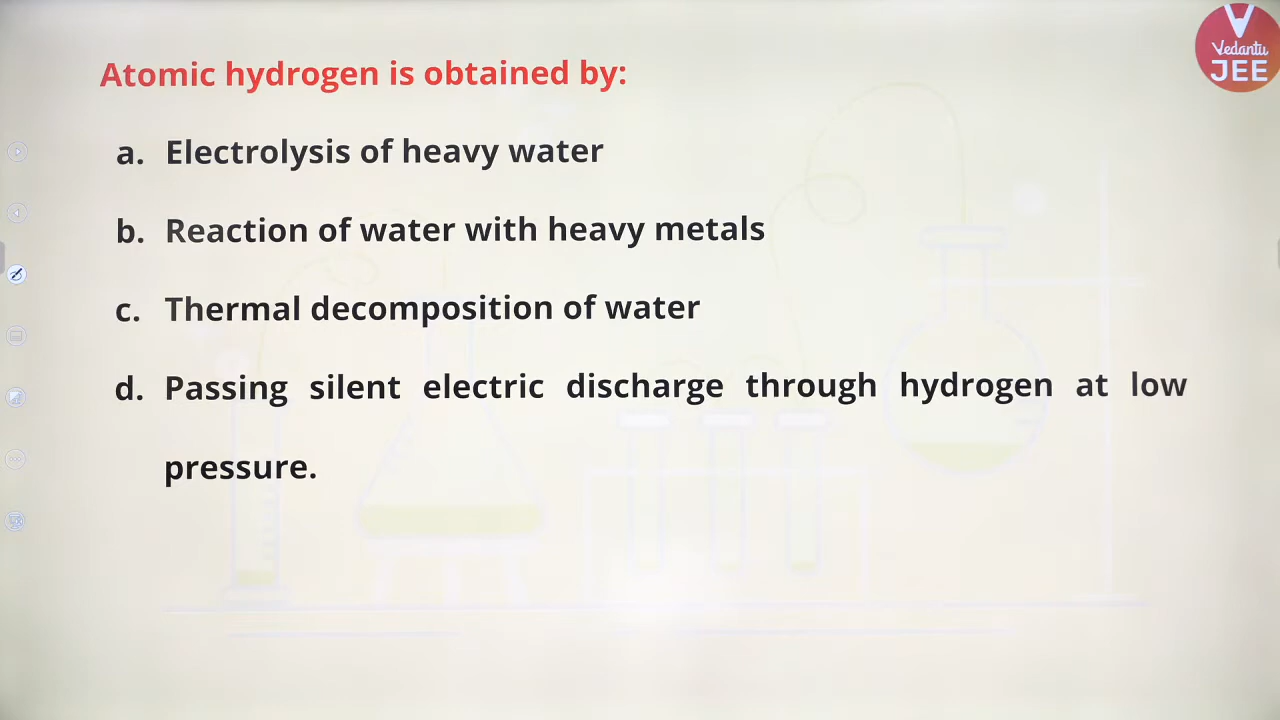 Vedantu
JEE
Atomic hydrogen is obtained by:
a. Electrolysis of heavy water
b. Reaction of water with heavy metals
c. Thermal decomposition of water
d. Passing silent electric discharge through hydrogen at low
pressure.